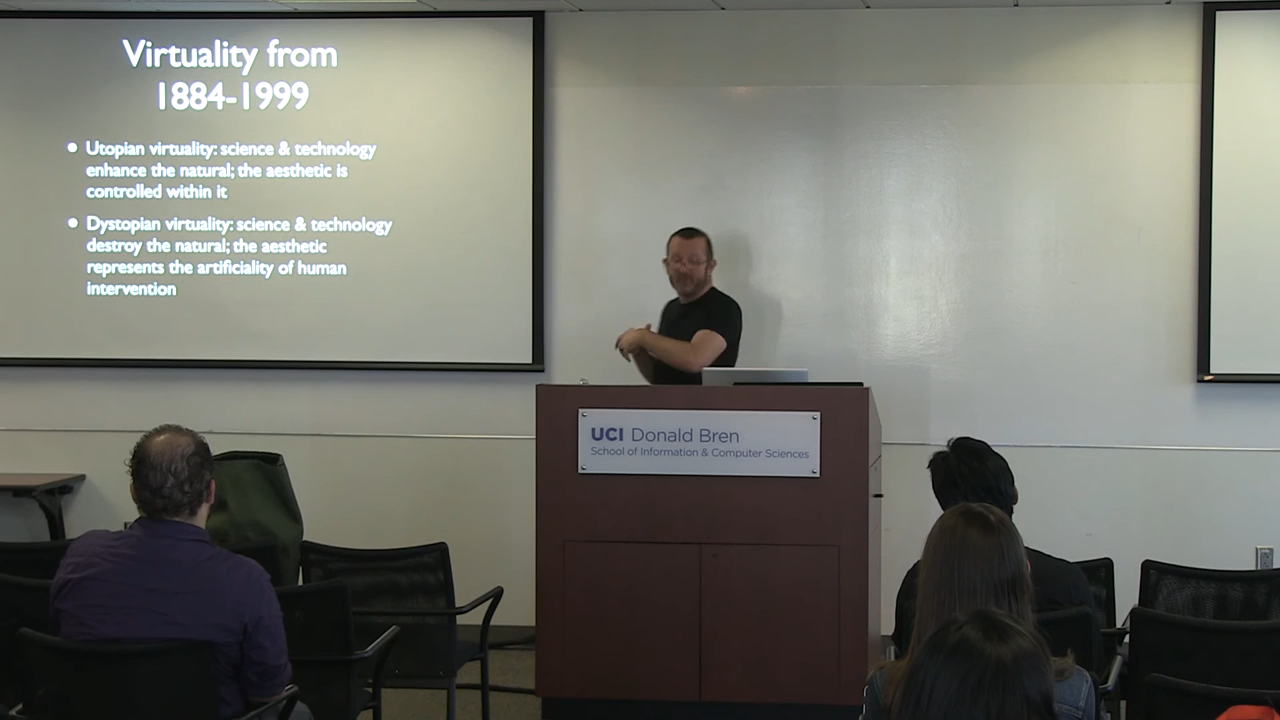 Virtuality from
1884-1999
• Utopian virtuality: science & technology
enhance the natural; the aesthetic is
controlled within it
• Dystopian virtuality: science & technology
destroy the natural; the aesthetic
represents the artificiality of human
intervention
UCI Donald Bren
School of Information & Computer Sciences